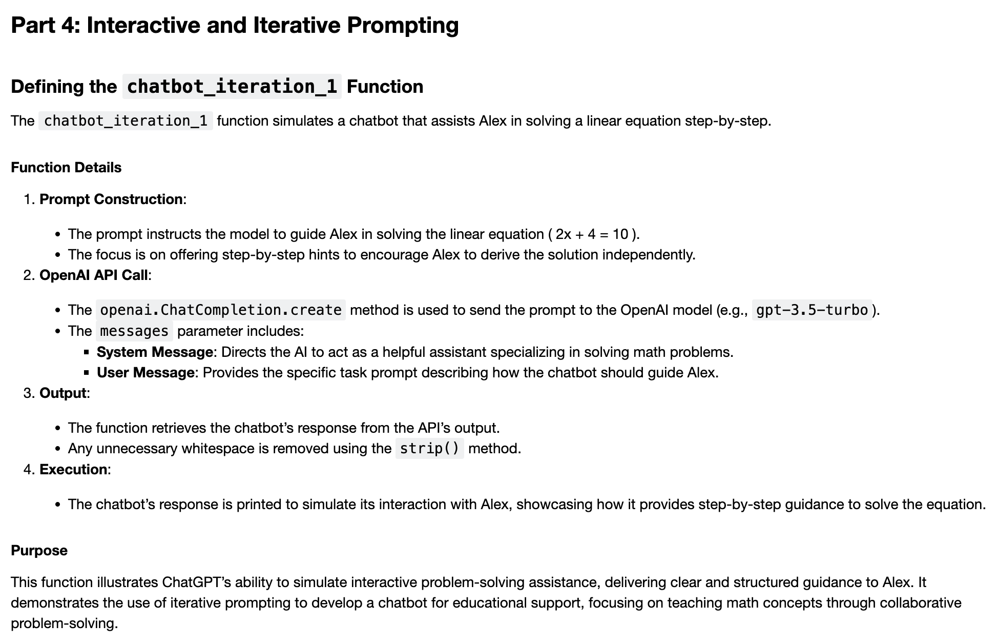 Part 4: Interactive and Iterative Prompting
Defining the chatbot_iteration_1 Function
The chatbot_iteration_1 function simulates a chatbot that assists Alex in solving a linear equation step-by-step.
Function Details
1. Prompt Construction:
• The prompt instructs the model to guide Alex in solving the linear equation ( 2x + 4 = 10 ).
• The focus is on offering step-by-step hints to encourage Alex to derive the solution independently.
2. OpenAI API Call:
• The openai.ChatCompletion.create method is used to send the prompt to the OpenAI model (e.g., gpt-3.5-turbo).
• The messages parameter includes:
▪ System Message: Directs the AI to act as a helpful assistant specializing in solving math problems.
▪ User Message: Provides the specific task prompt describing how the chatbot should guide Alex.
3. Output:
• The function retrieves the chatbot’s response from the API’s output.
• Any unnecessary whitespace is removed using the strip() method.
4. Execution:
• The chatbot’s response is printed to simulate its interaction with Alex, showcasing how it provides step-by-step guidance to solve the equation.
Purpose
This function illustrates ChatGPT’s ability to simulate interactive problem-solving assistance, delivering clear and structured guidance to Alex. It
demonstrates the use of iterative prompting to develop a chatbot for educational support, focusing on teaching math concepts through collaborative
problem-solving.